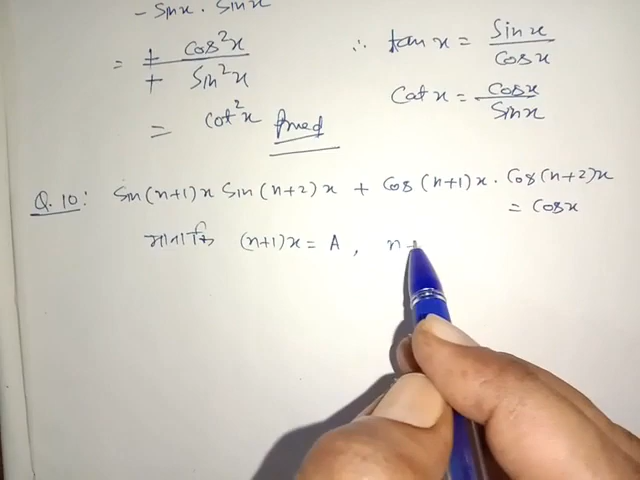 - Sinx . Sinx
= + cos²x / + Sin²x
= cot²x Proved
∴ tan x = Sin x / Cosx
Cot x = Cosx / Sinx
Q. 10: Sin(n+1)x Sin(n+2)x + Cos(n+1)x . Cos(n+2)x
= Cosx
माना कि (n+1)x = A , n+